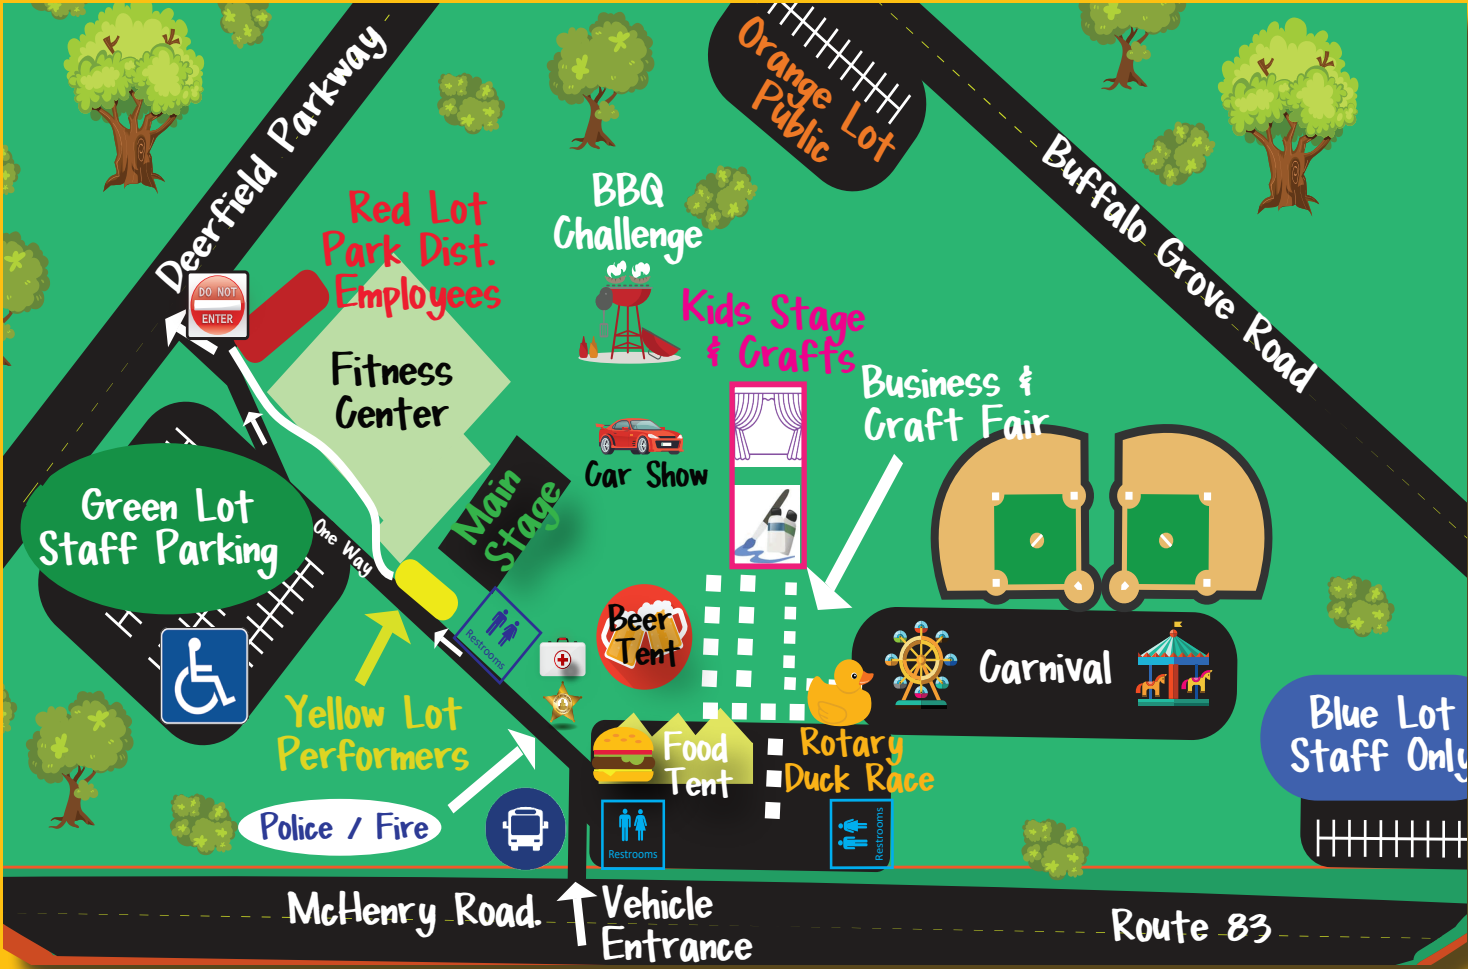 Deerfield Parkway
Orange Lot
Public
Buffalo Grove Road
Red Lot
Park Dist.
Employees
BBQ
Challenge
DO NOT
ENTER
Kids Stage
& Crafts
Fitness
Center
Business &
Craft Fair
Car Show
Main
Stage
Green Lot
Staff Parking
One Way
Restrooms
Beer
Tent
Carnival
Yellow Lot
Performers
Blue Lot
Staff Only
Food
Tent
Rotary
Duck Race
Police / Fire
Restrooms
Restrooms
McHenry Road.
Vehicle
Entrance
Route 83